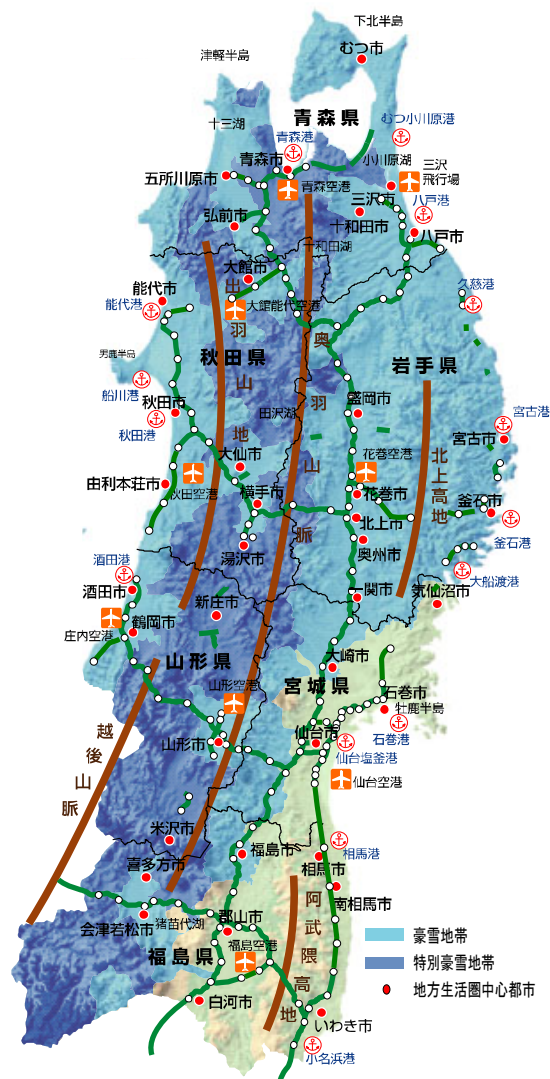 下北半島
むつ市
津軽半島
十三湖
青森県
むつ小川原港
青森港
青森市
小川原湖
三沢
飛行場
五所川原市
青森空港
三沢市
八戸港
弘前市
十和田市
八戸市
十和田湖
大館市
能代市
出羽山地
大館能代空港
久慈港
能代港
奥羽山脈
男鹿半島
秋田県
岩手県
船川港
秋田市
田沢湖
盛岡市
宮古港
秋田港
宮古市
大仙市
花巻空港
北上高地
由利本荘市
秋田空港
横手市
花巻市
釜石市
北上市
湯沢市
奥州市
釜石港
酒田港
大船渡港
酒田市
新庄市
一関市
気仙沼市
鶴岡市
庄内空港
山形県
大崎市
山形空港
宮城県
石巻市
牡鹿半島
越後山脈
山形市
仙台市
石巻港
仙台塩釜港
仙台空港
米沢市
福島市
相馬港
喜多方市
相馬市
阿武隈高地
南相馬市
会津若松市
猪苗代湖
郡山市
福島県
福島空港
白河市
いわき市
小名浜港
豪雪地帯
特別豪雪地帯
地方生活圏中心都市